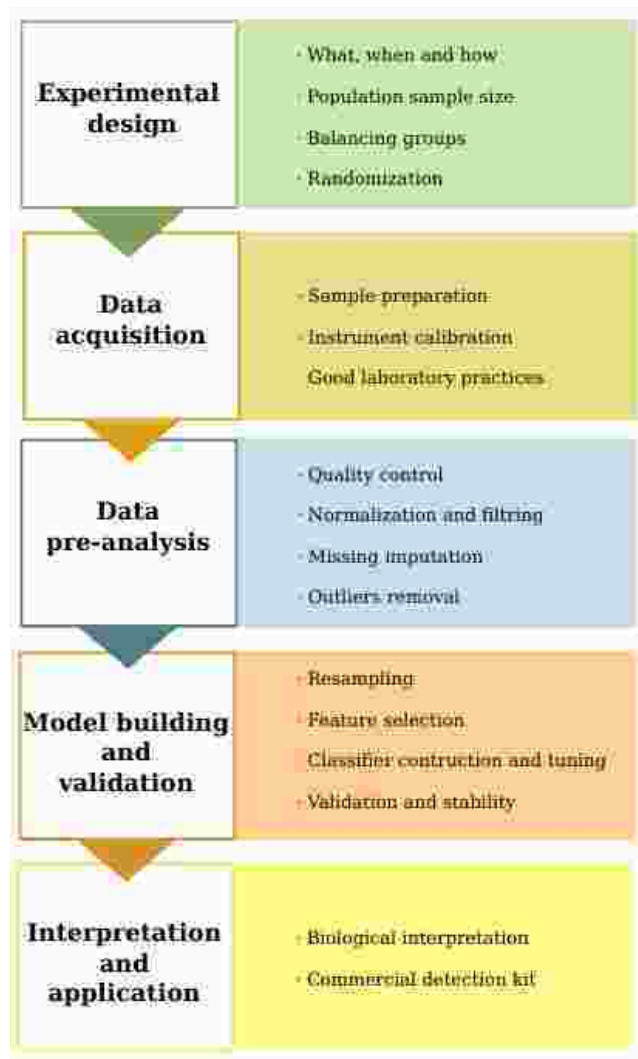 Experimental
design
· What, when and how
· Population sample size
· Balancing groups
· Randomization
Data
acquisition
· Sample preparation
· Instrument calibration
Good laboratory practices
Data
pre-analysis
· Quality control
· Normalization and filtring
· Missing imputation
· Outliers removal
Model building
and
validation
· Resampling
· Feature selection
Classifier contruction and tuning
· Validation and stability
Interpretation
and
application
· Biological interpretation
· Commercial detection kit